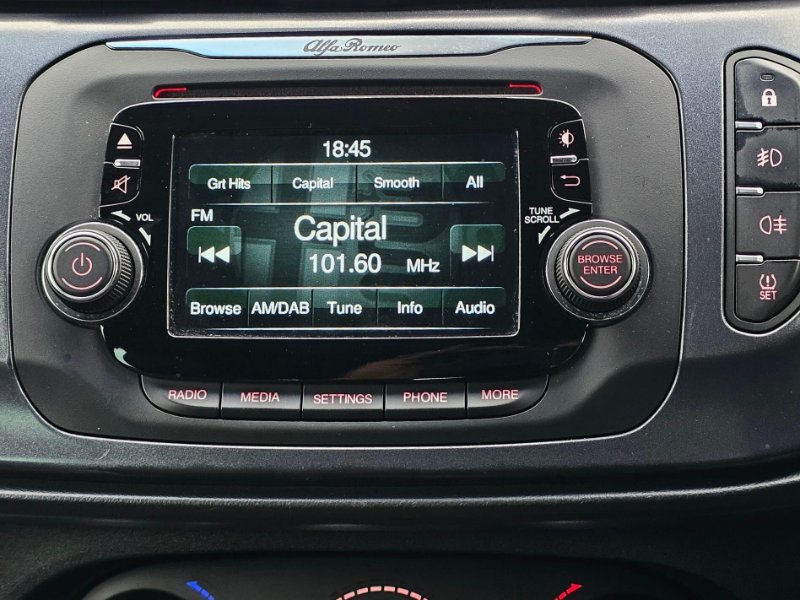 Alfa Romeo
18:45
Grt Hits Capital Smooth All
FM
Capital
101.60 MHz
Browse AM/DAB Tune Info Audio
VOL
TUNE
SCROLL
BROWSE
ENTER
RADIO MEDIA SETTINGS PHONE MORE
SET